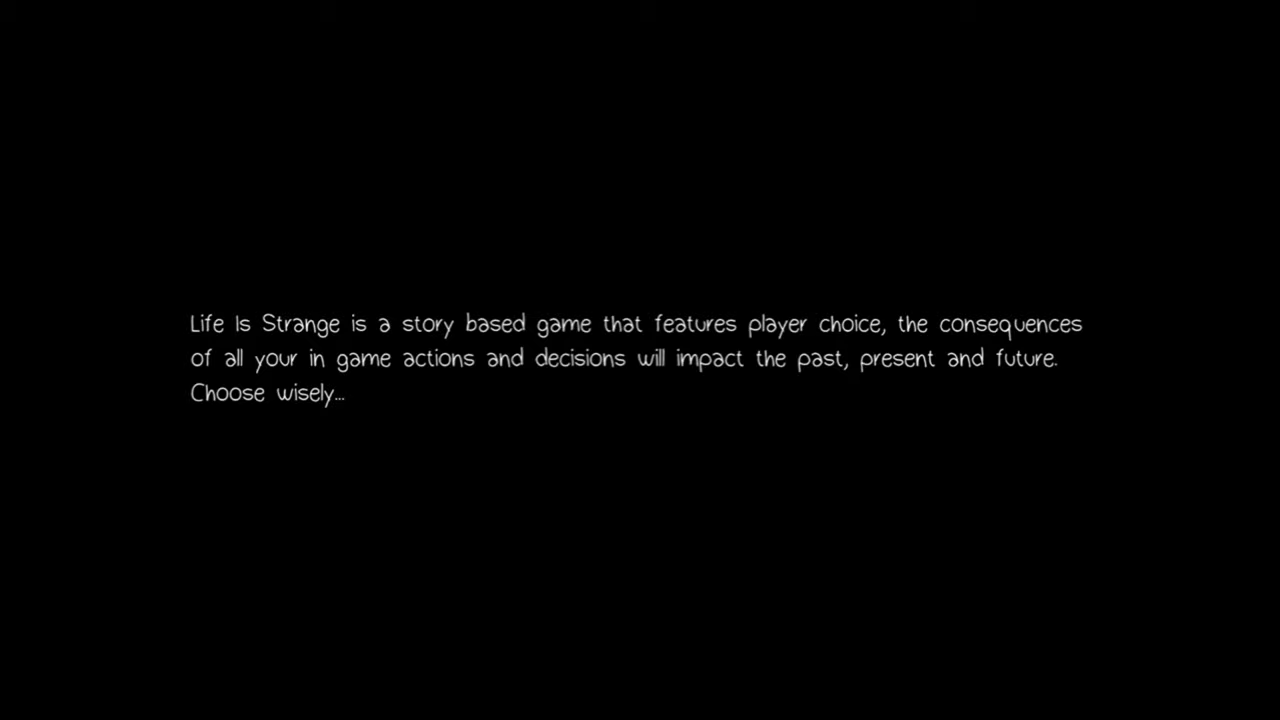 Life Is Strange is a story based game that features player choice, the consequences
of all your in game actions and decisions will impact the past, present and future.
Choose wisely...